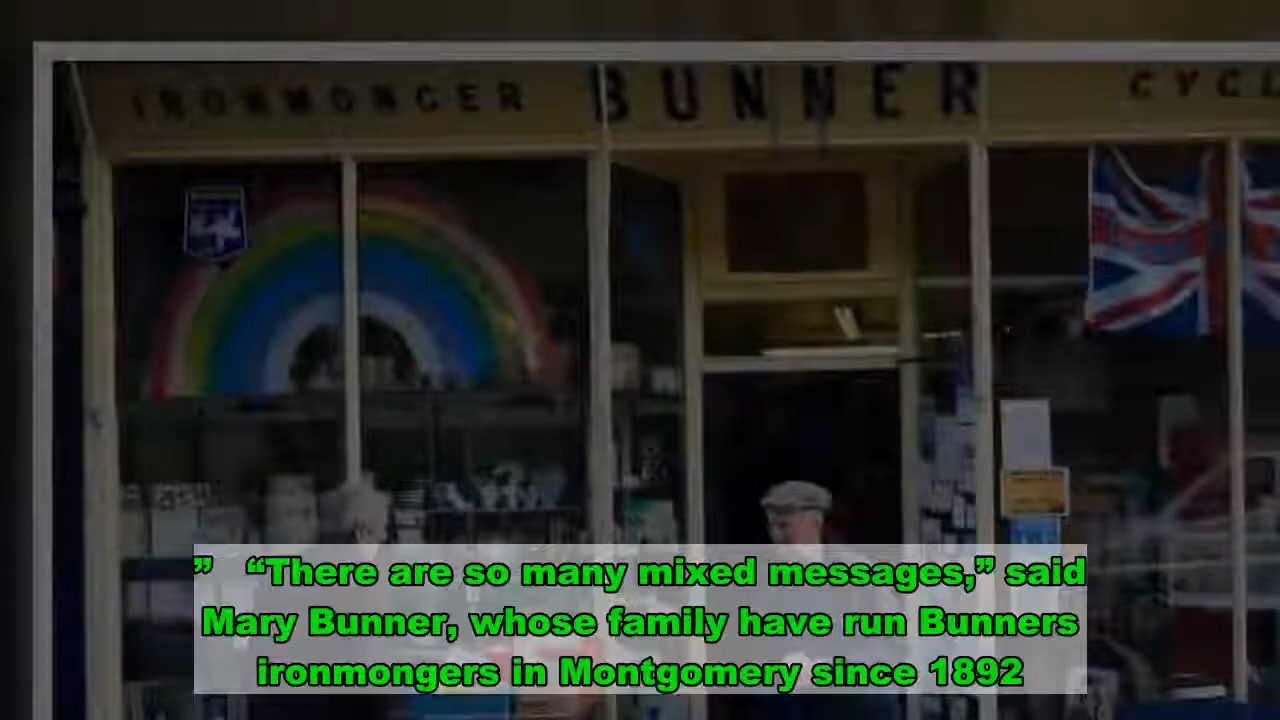 IRONMONGER BUNNER CYCL
” “There are so many mixed messages,” said
Mary Bunner, whose family have run Bunners
ironmongers in Montgomery since 1892